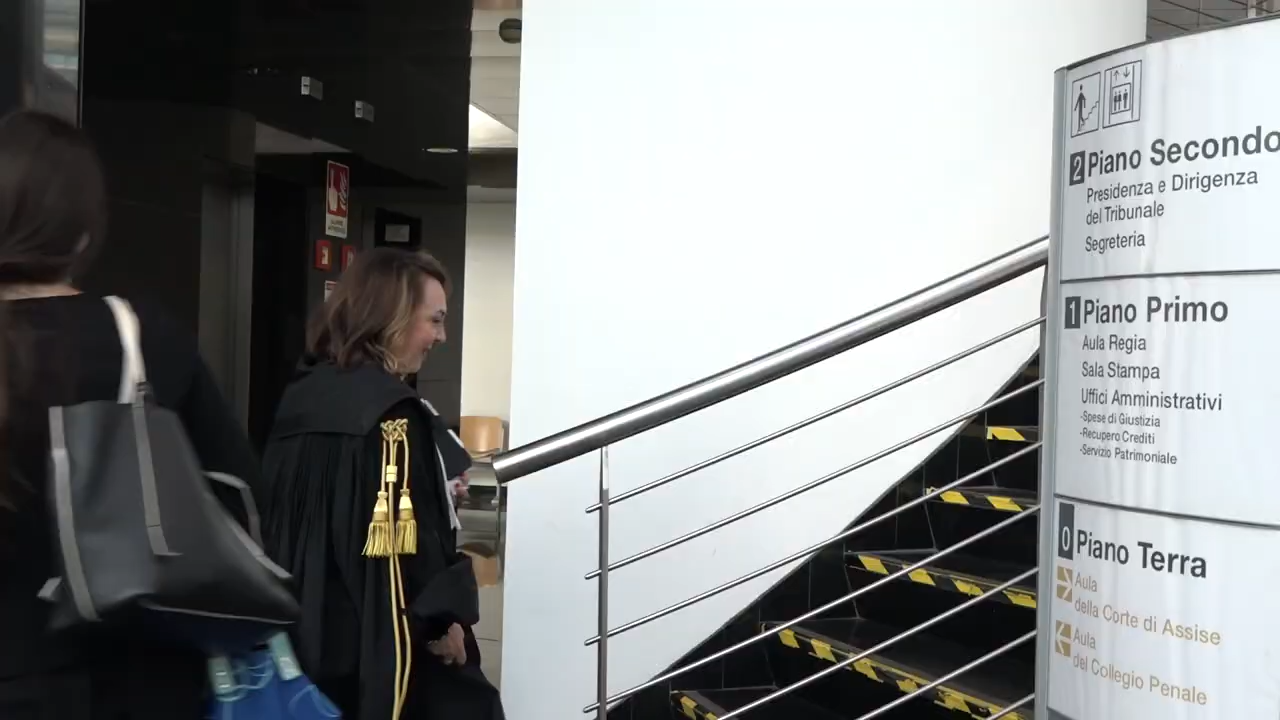 2 Piano Secondo
Presidenza e Dirigenza
del Tribunale
Segreteria
1 Piano Primo
Aula Regia
Sala Stampa
Uffici Amministrativi
-Spese di Giustizia
-Recupero Crediti
-Servizio Patrimoniale
0 Piano Terra
Aula
della Corte di Assise
Aula
del Collegio Penale